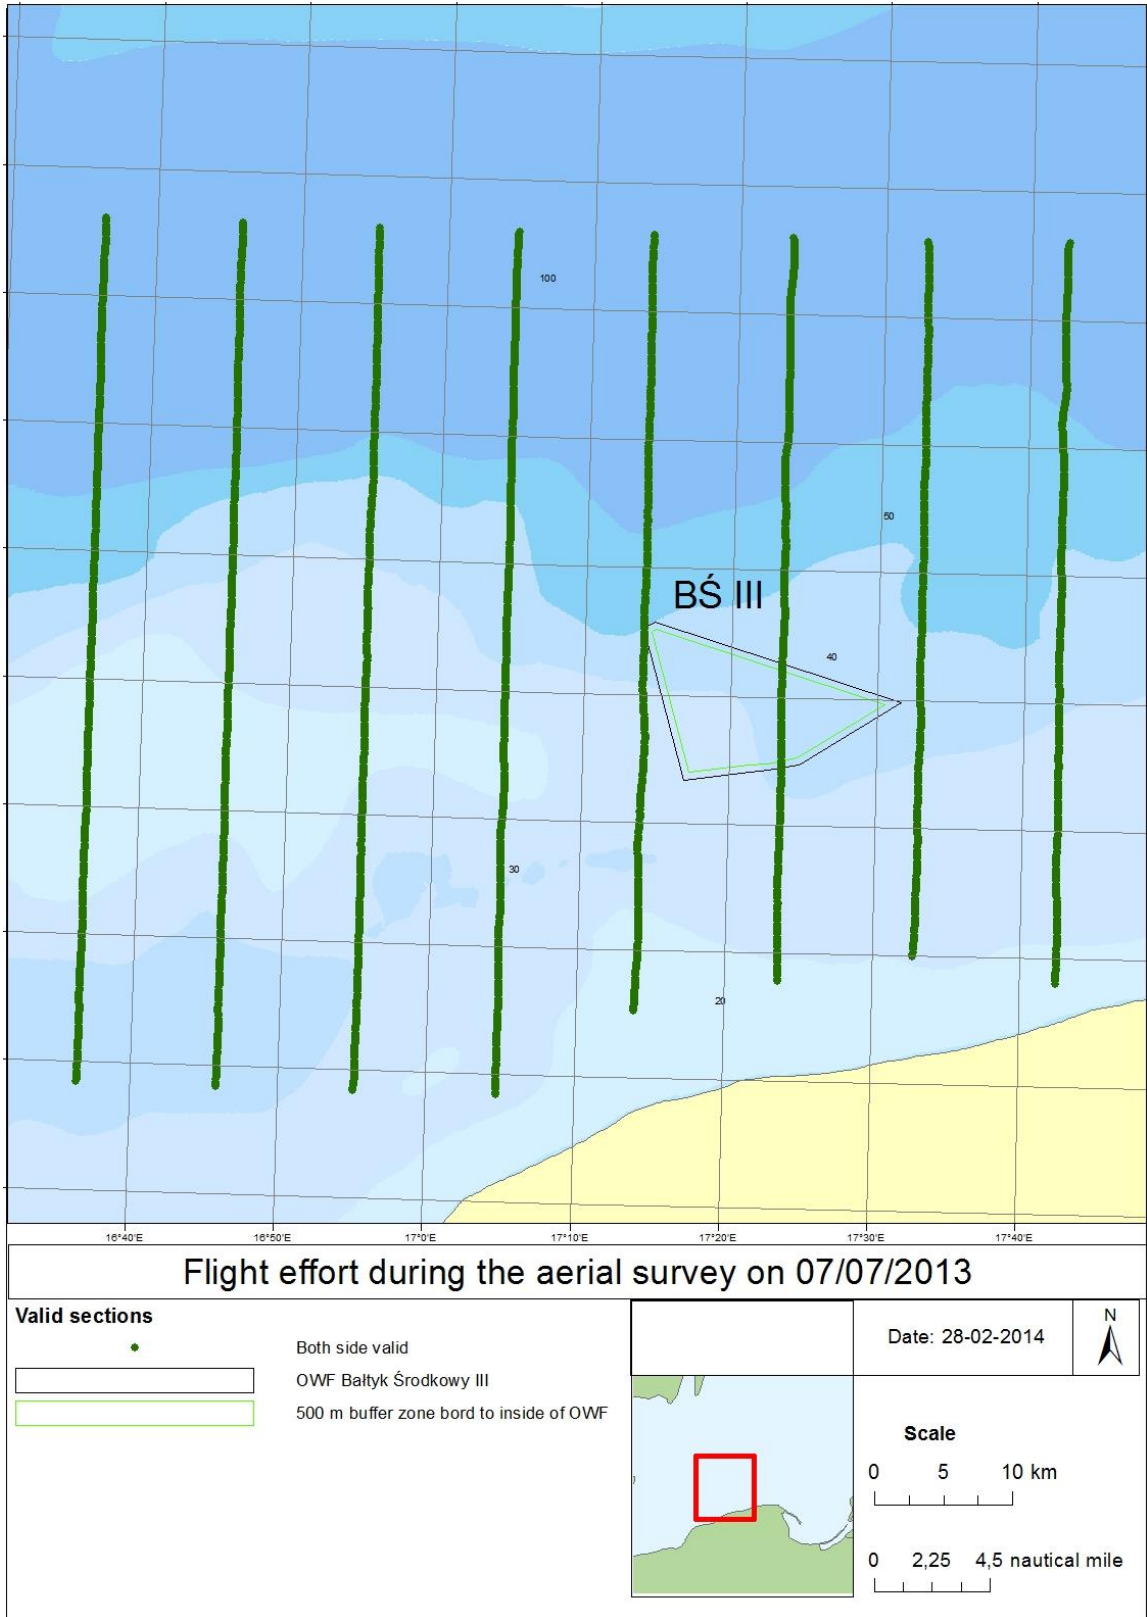 100
50
BŚ III
40
30
20
16°40'E 16°50'E 17°0'E 17°10'E 17°20'E 17°30'E 17°40'E
Flight effort during the aerial survey on 07/07/2013
Valid sections
Both side valid
OWF Bałtyk Środkowy III
500 m buffer zone bord to inside of OWF
Date: 28-02-2014
N
Scale
0 5 10 km
0 2,25 4,5 nautical mile